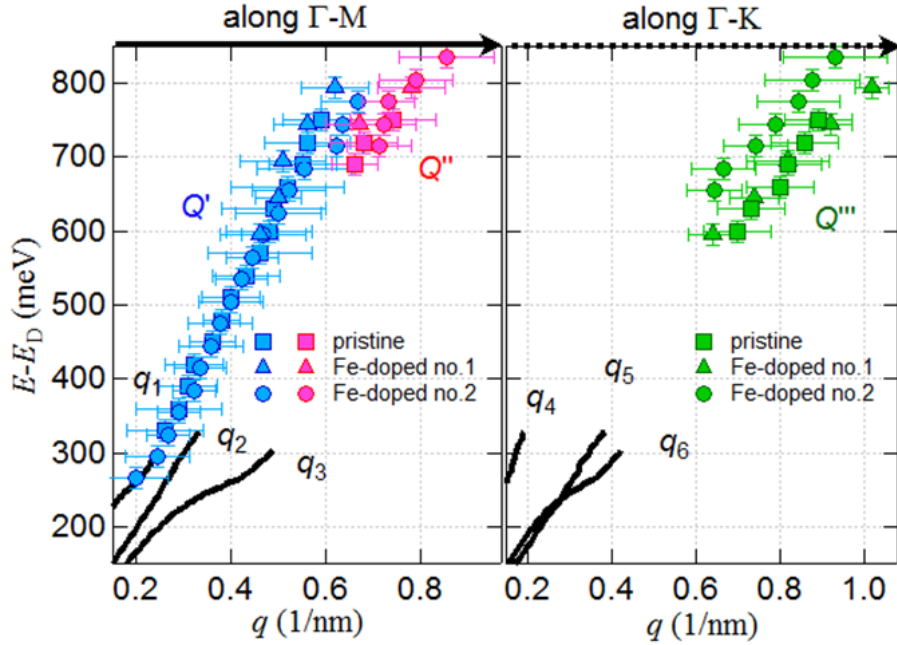 along Γ-M
along Γ-K
800
700
600
500
400
300
200
E-E_D (meV)
Q'
Q''
Q'''
pristine
Fe-doped no.1
Fe-doped no.2
pristine
Fe-doped no.1
Fe-doped no.2
q₁
q₂
q₃
q₄
q₅
q₆
0.2 0.4 0.6 0.8
0.2 0.4 0.6 0.8 1.0
q (1/nm)
q (1/nm)